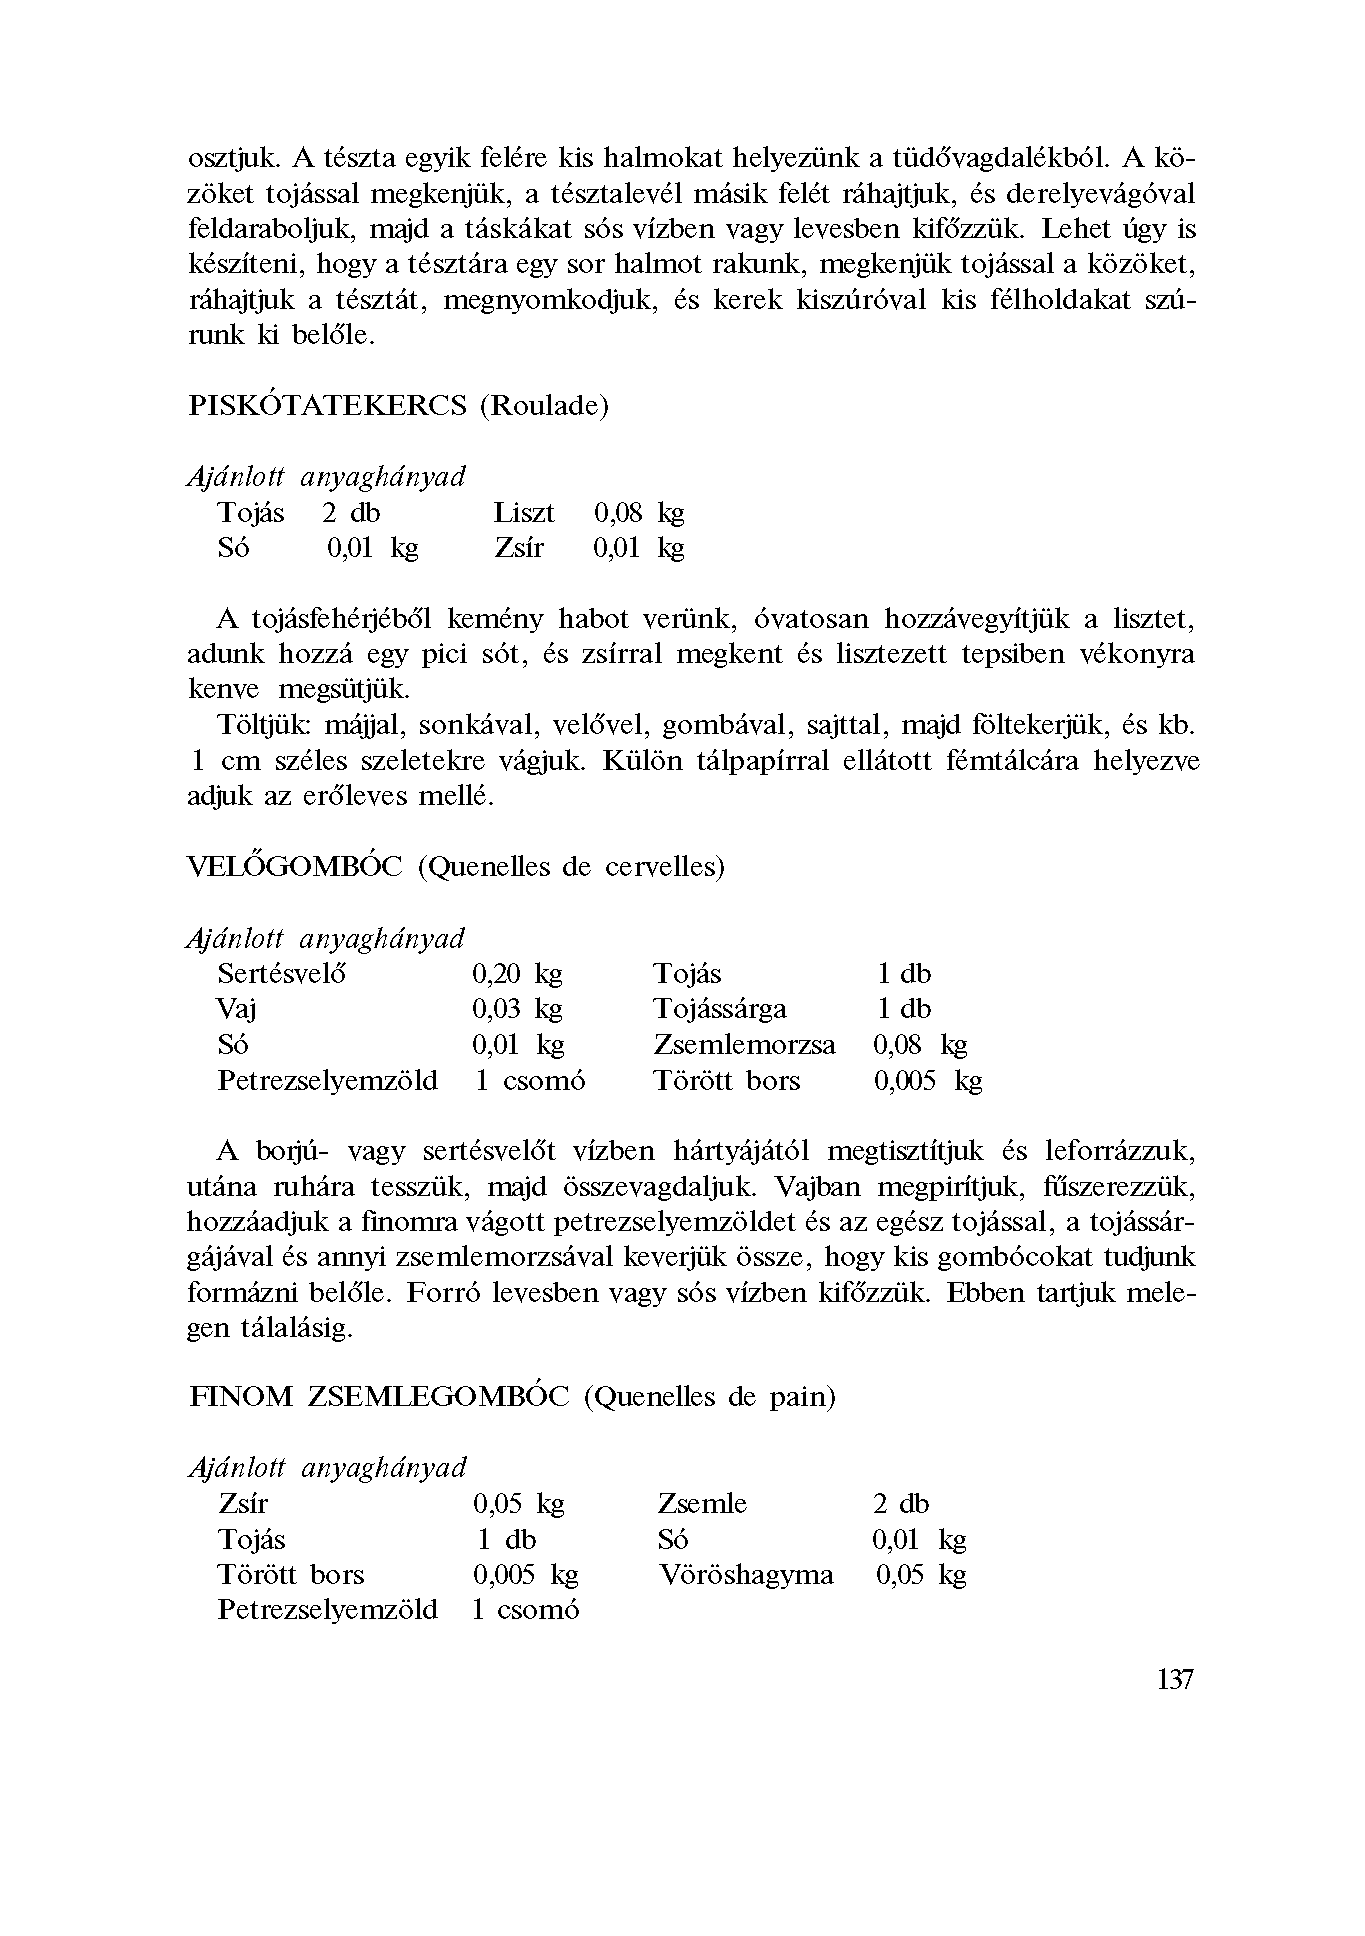 osztjuk. A tészta egyik felére kis halmokat helyezünk a tüdővagdalékból. A kö-
zöket tojással megkenjük, a tésztalevél másik felét ráhajtjuk, és derelyevágóval
feldaraboljuk, majd a táskákat sós vízben vagy levesben kifőzzük. Lehet úgy is
készíteni, hogy a tésztára egy sor halmot rakunk, megkenjük tojással a közöket,
ráhajtjuk a tésztát, megnyomkodjuk, és kerek kiszúróval kis félholdakat szú-
runk ki belőle.
PISKÓTATEKERCS (Roulade)
Ajánlott anyaghányad
Tojás 2 db Liszt 0,08 kg
Só 0,01 kg Zsír 0,01 kg
A tojásfehérjéből kemény habot verünk, óvatosan hozzávegyítjük a lisztet,
adunk hozzá egy pici sót, és zsírral megkent és lisztezett tepsiben vékonyra
kenve megsütjük.
Töltjük: májjal, sonkával, velővel, gombával, sajttal, majd föltekerjük, és kb.
1 cm széles szeletekre vágjuk. Külön tálpapírral ellátott fémtálcára helyezve
adjuk az erőleves mellé.
VELŐGOMBÓC (Quenelles de cervelles)
Ajánlott anyaghányad
Sertésvelő 0,20 kg Tojás 1 db
Vaj 0,03 kg Tojássárga 1 db
Só 0,01 kg Zsemlemorzsa 0,08 kg
Petrezselyemzöld 1 csomó Törött bors 0,005 kg
A borjú- vagy sertésvelőt vízben hártyájától megtisztítjuk és leforrázzuk,
utána ruhára tesszük, majd összevagdaljuk. Vajban megpirítjuk, fűszerezzük,
hozzáadjuk a finomra vágott petrezselyemzöldet és az egész tojással, a tojássár-
gájával és annyi zsemlemorzsával keverjük össze, hogy kis gombócokat tudjunk
formázni belőle. Forró levesben vagy sós vízben kifőzzük. Ebben tartjuk mele-
gen tálalásig.
FINOM ZSEMLEGOMBÓC (Quenelles de pain)
Ajánlott anyaghányad
Zsír 0,05 kg Zsemle 2 db
Tojás 1 db Só 0,01 kg
Törött bors 0,005 kg Vöröshagyma 0,05 kg
Petrezselyemzöld 1 csomó
137